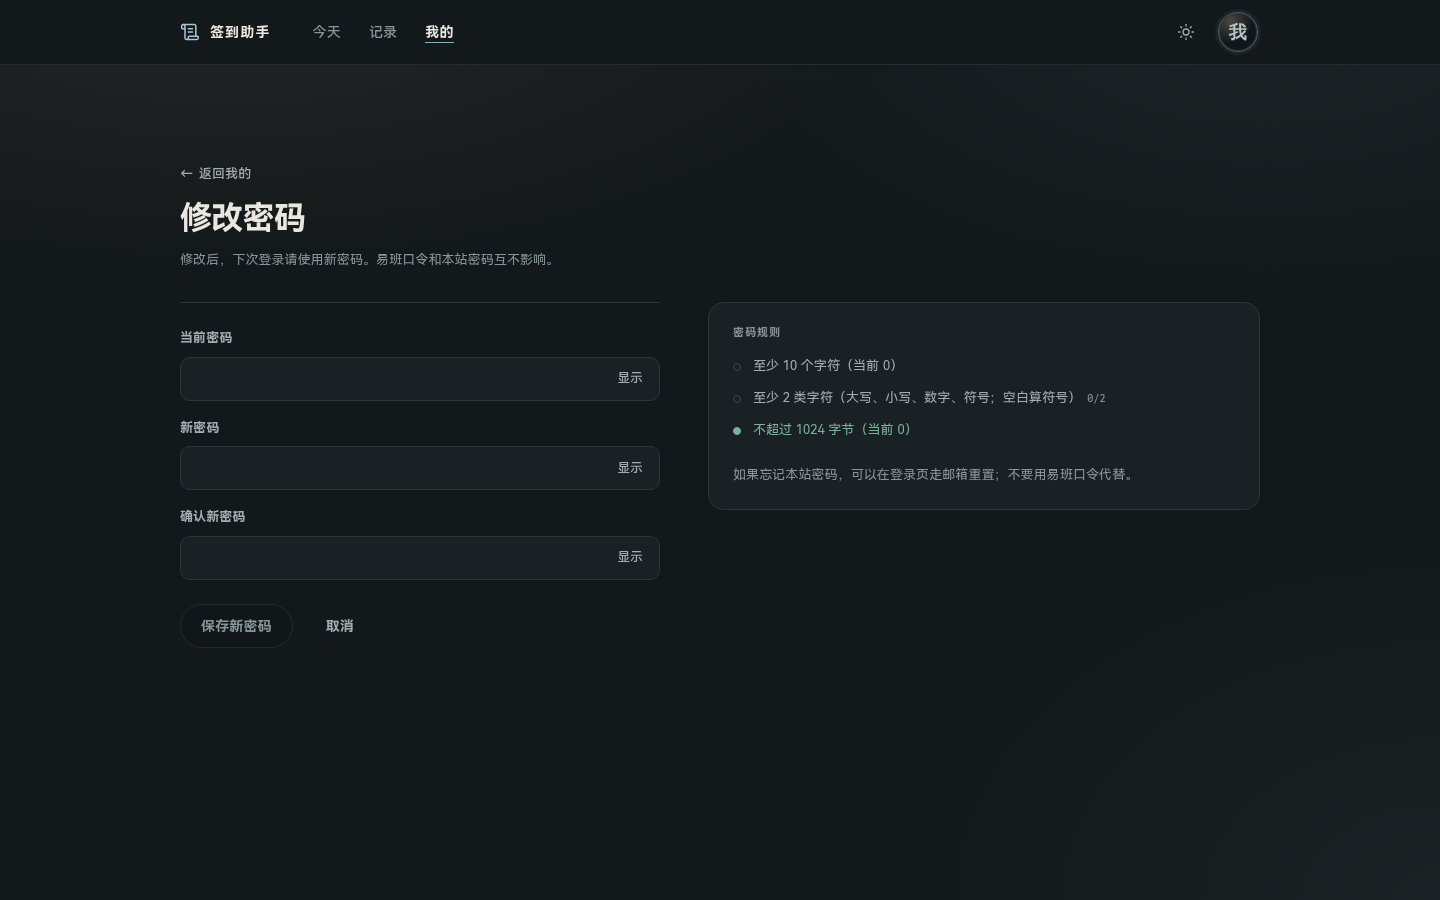 签到助手 今天 记录 我的 我
← 返回我的
修改密码
修改后，下次登录请使用新密码。易班口令和本站密码互不影响。
当前密码
显示
新密码
显示
确认新密码
显示
保存新密码 取消
密码规则
至少 10 个字符（当前 0）
至少 2 类字符（大写、小写、数字、符号；空白算符号） 0/2
不超过 1024 字节（当前 0）
如果忘记本站密码，可以在登录页走邮箱重置；不要用易班口令代替。